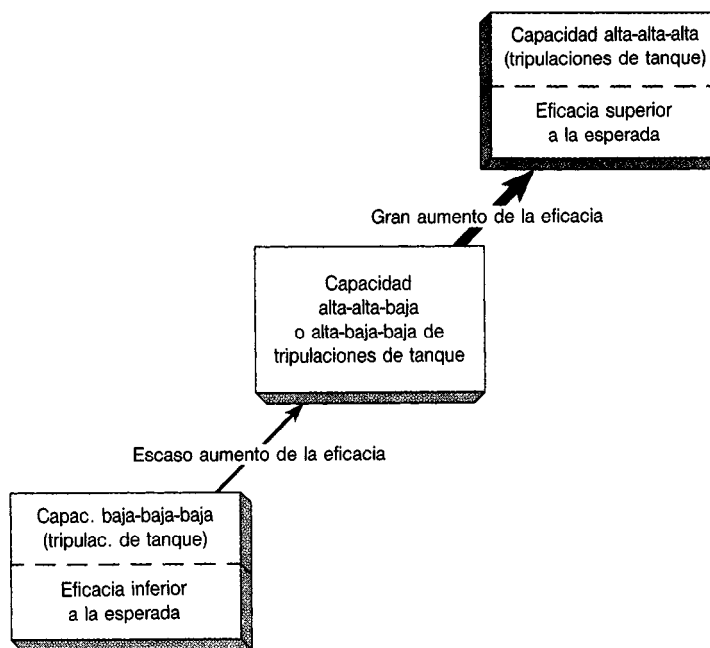 Capacidad alta-alta-alta
(tripulaciones de tanque)
Eficacia superior
a la esperada
Gran aumento de la eficacia
Capacidad
alta-alta-baja
o alta-baja-baja de
tripulaciones de tanque
Escaso aumento de la eficacia
Capac. baja-baja-baja
(tripulac. de tanque)
Eficacia inferior
a la esperada